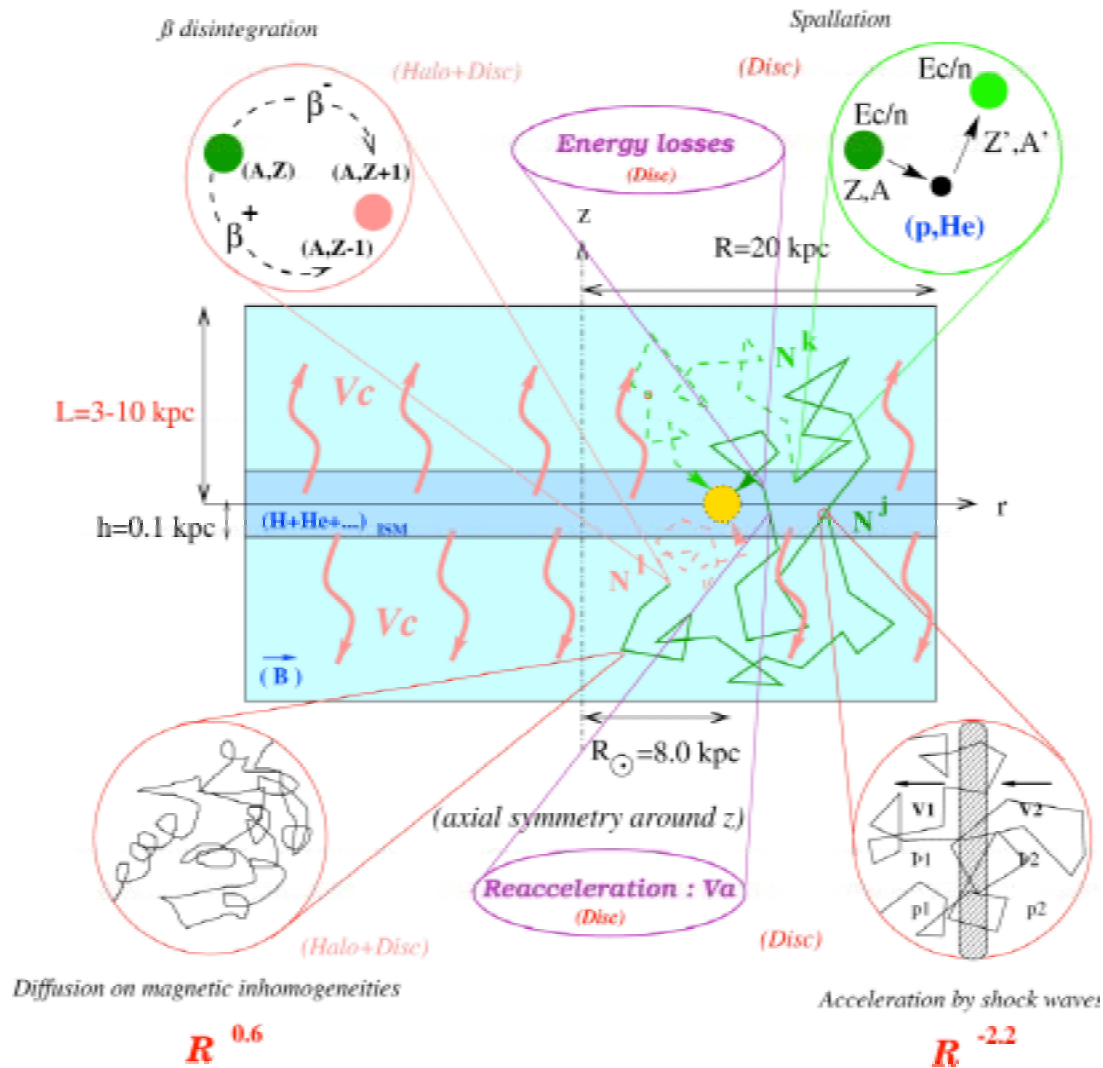 β disintegration
Spallation
(Halo+Disc)
(Disc)
β-
(A,Z)
(A,Z+1)
β+
(A,Z-1)
Energy losses
(Disc)
Ec/n
Ec/n
Z',A'
Z,A
(p,He)
z
R=20 kpc
L=3-10 kpc
Vc
N k
h=0.1 kpc
(H+He+...) ISM
r
N j
N l
Vc
(B)
R⊙=8.0 kpc
(axial symmetry around z)
Reacceleration : Va
(Disc)
V1
V2
p1
p2
(Halo+Disc)
(Disc)
Diffusion on magnetic inhomogeneities
Acceleration by shock waves
R 0.6
R -2.2